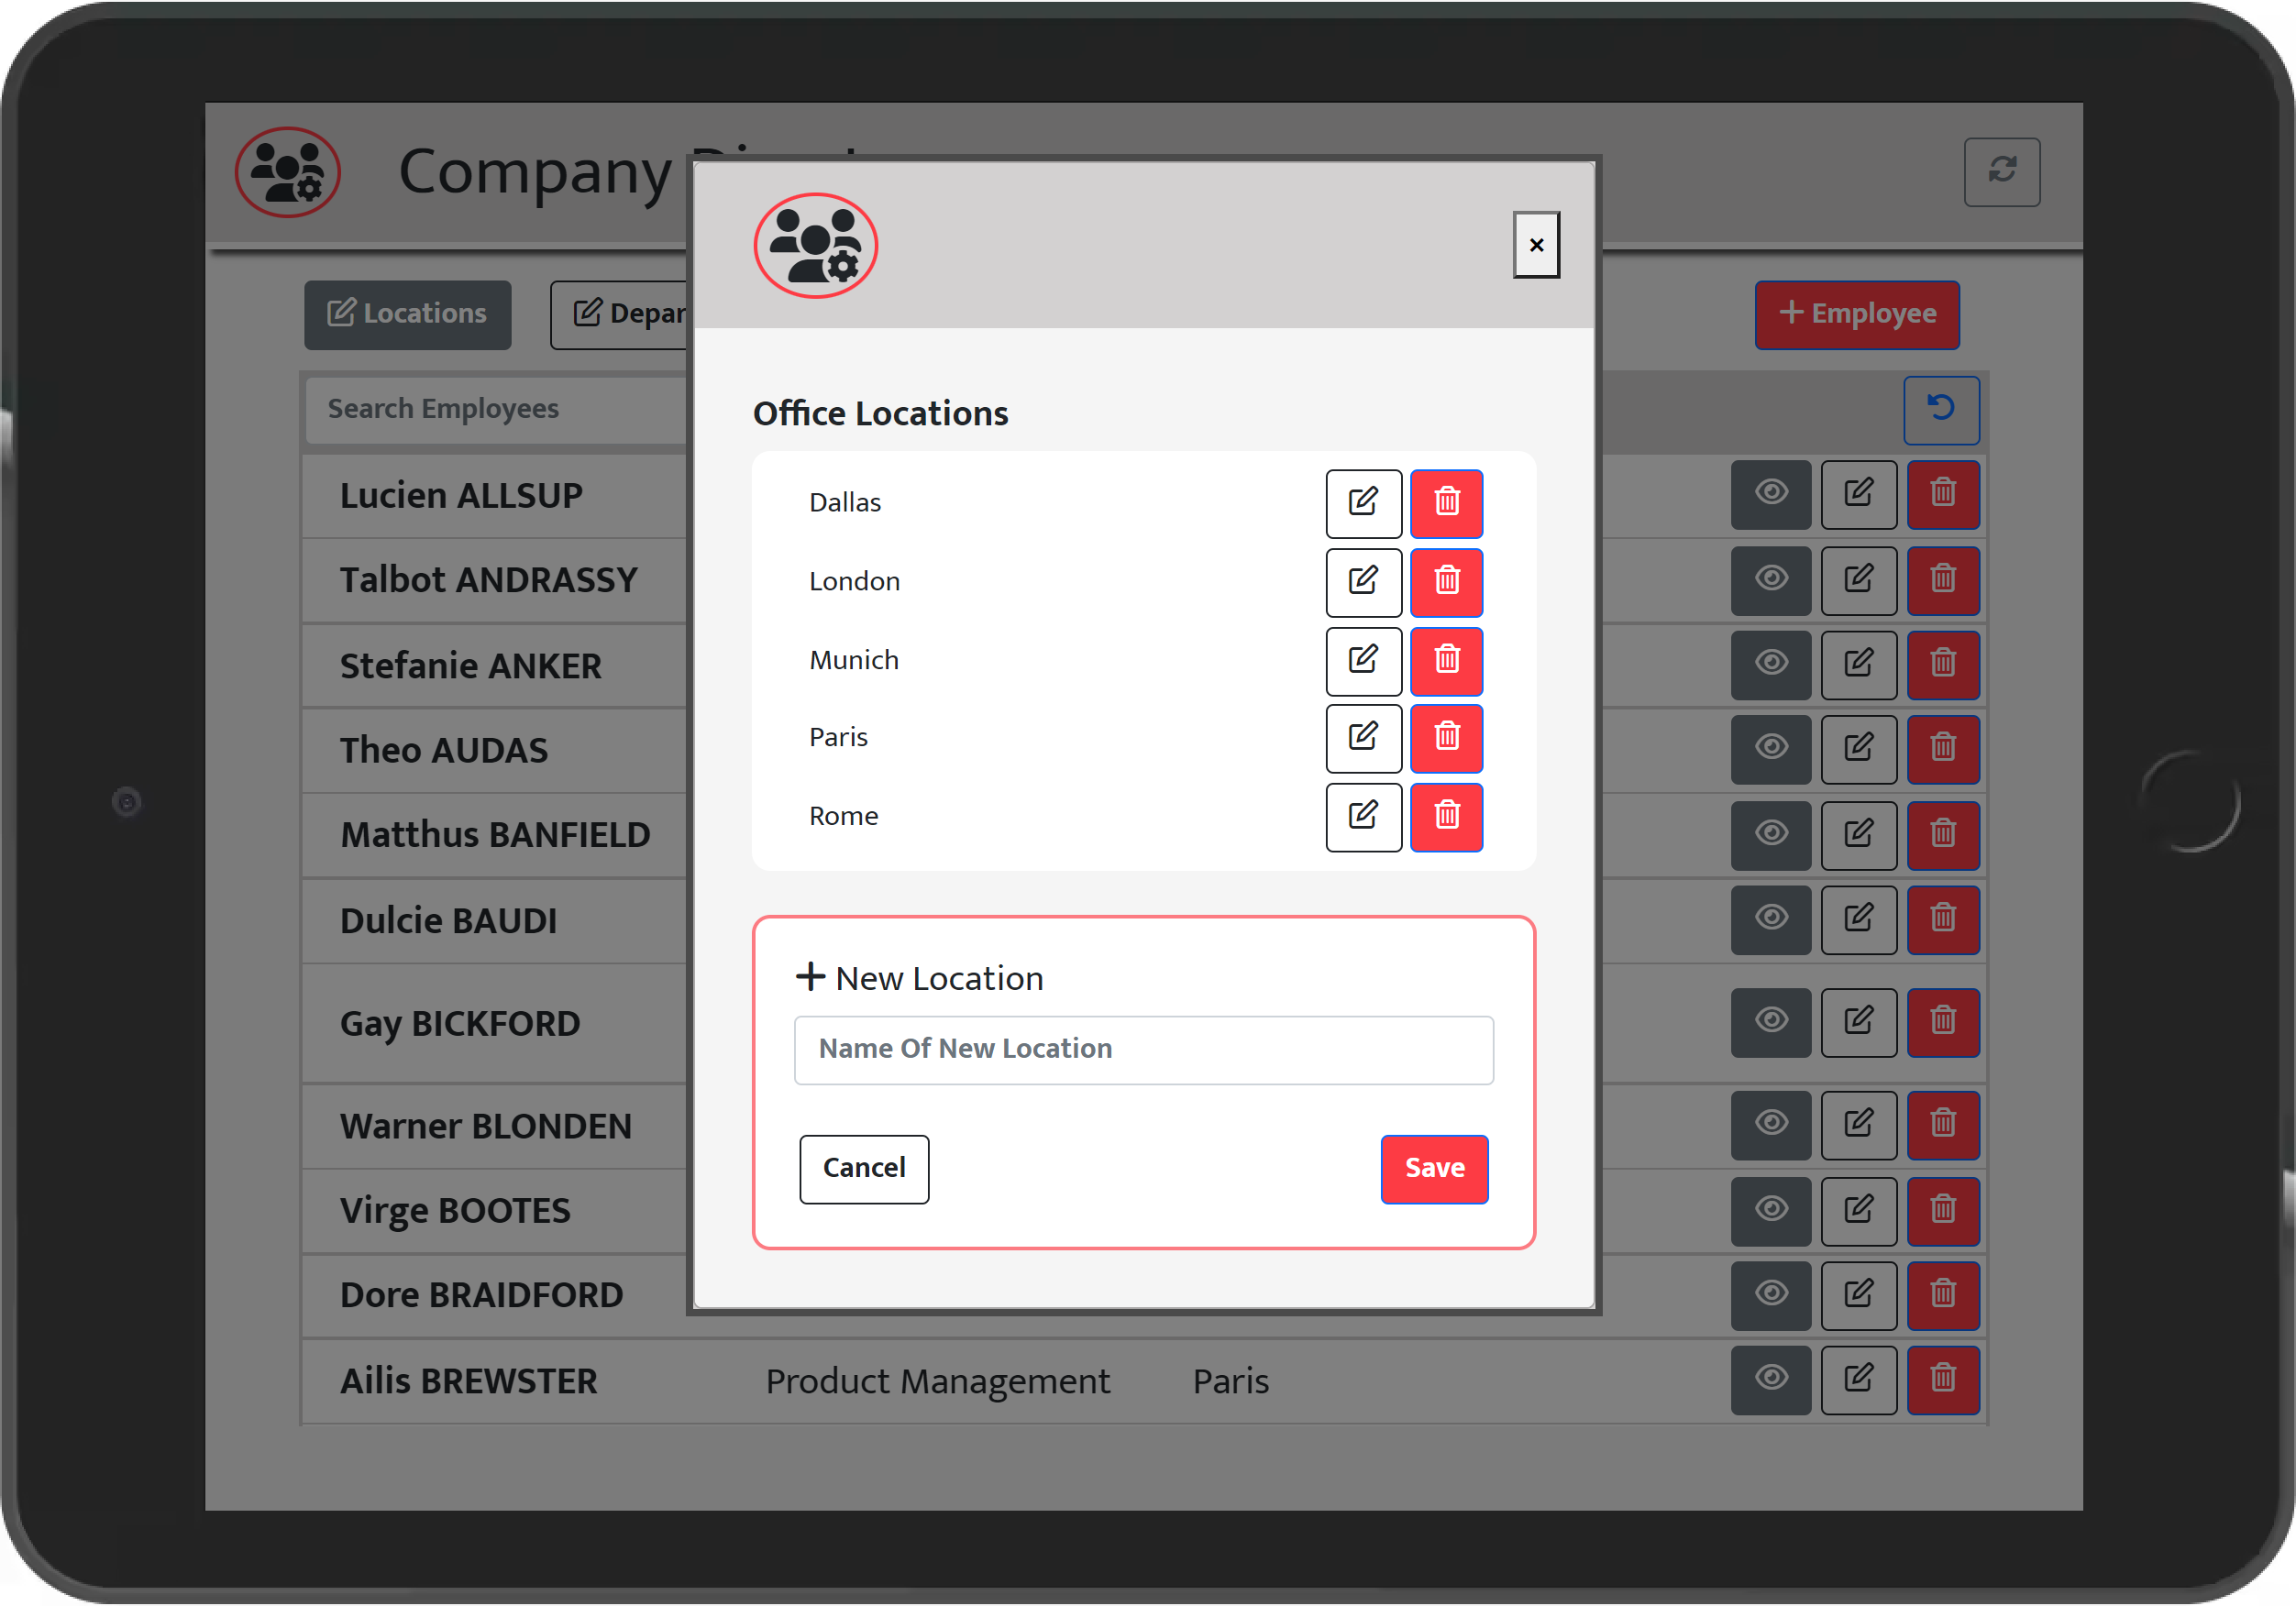 Company
×
Locations
+ Employee
Search Employees
Office Locations
Dallas
London
Munich
Paris
Rome
+ New Location
Name Of New Location
Cancel
Save
Lucien ALLSUP
Talbot ANDRASSY
Stefanie ANKER
Theo AUDAS
Matthus BANFIELD
Dulcie BAUDI
Gay BICKFORD
Warner BLONDEN
Virge BOOTES
Dore BRAIDFORD
Ailis BREWSTER Product Management Paris